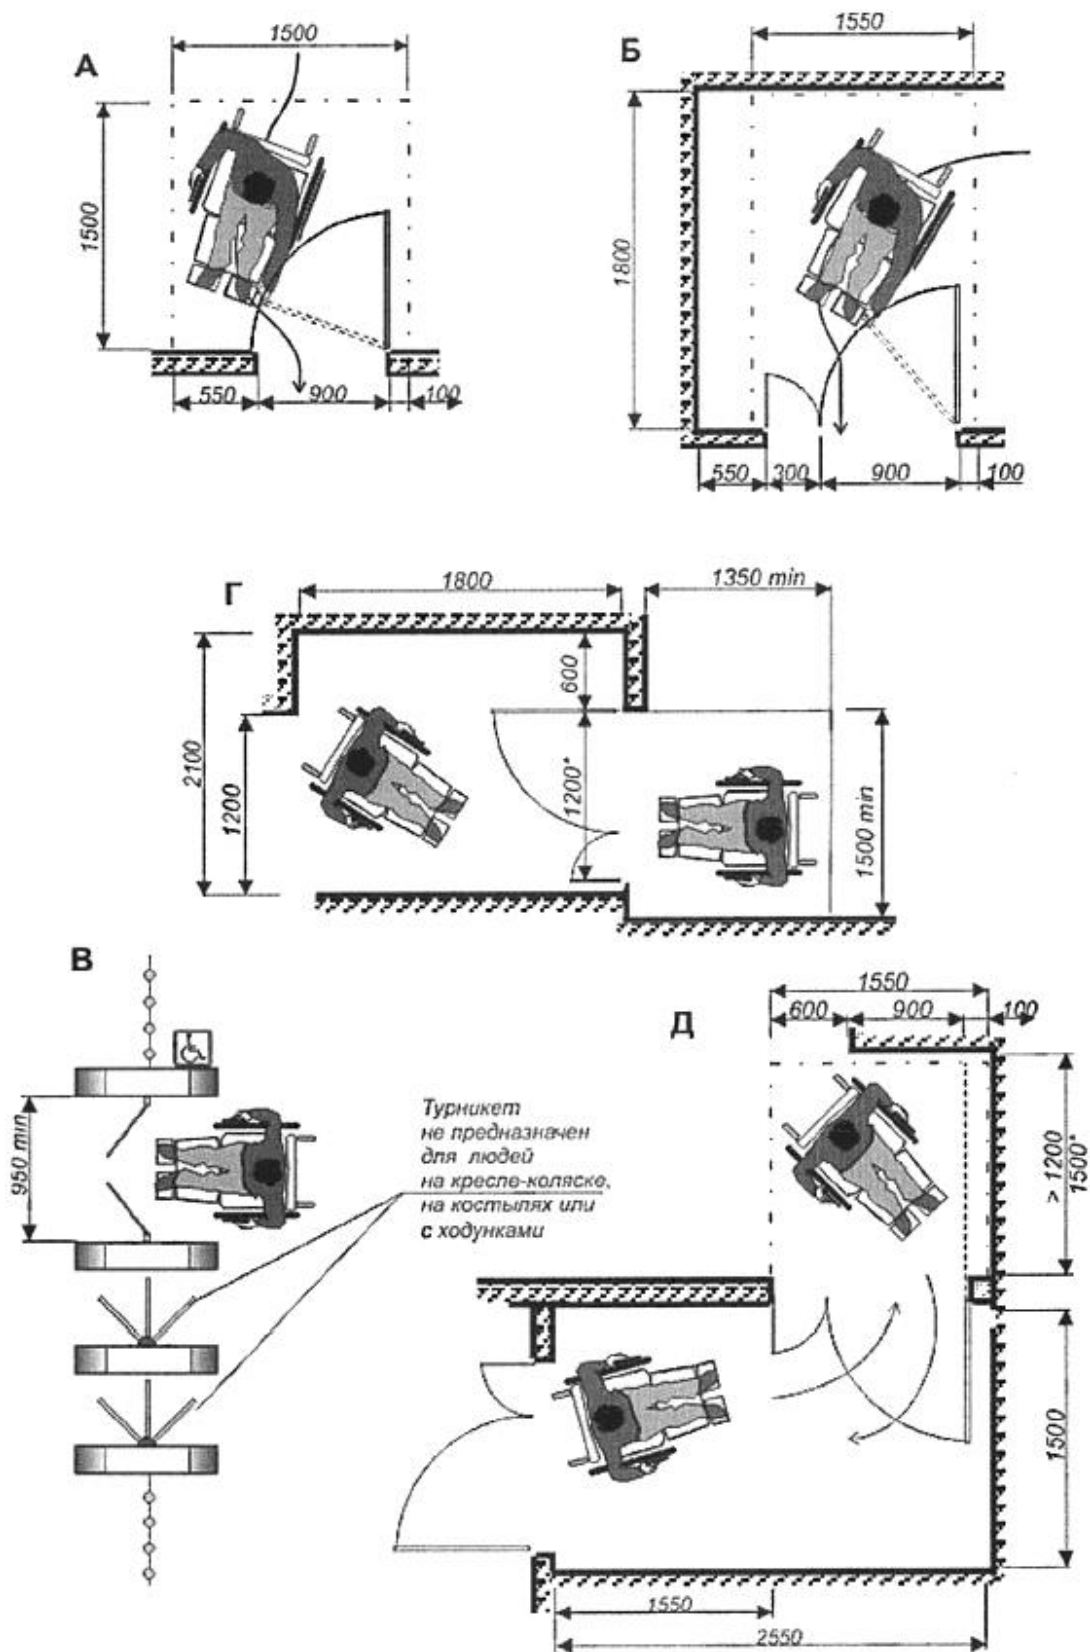 А
1500
1500
550
900
100
Б
1550
1800
550
300
900
100
Г
1800
1350 min
600
2100
1200
1200*
1500 min
В
950 min
Турникет
не предназначен
для людей
на кресле-коляске,
на костылях или
с ходунками
Д
1550
600
900
100
> 1200
1500*
1500
1550
2550